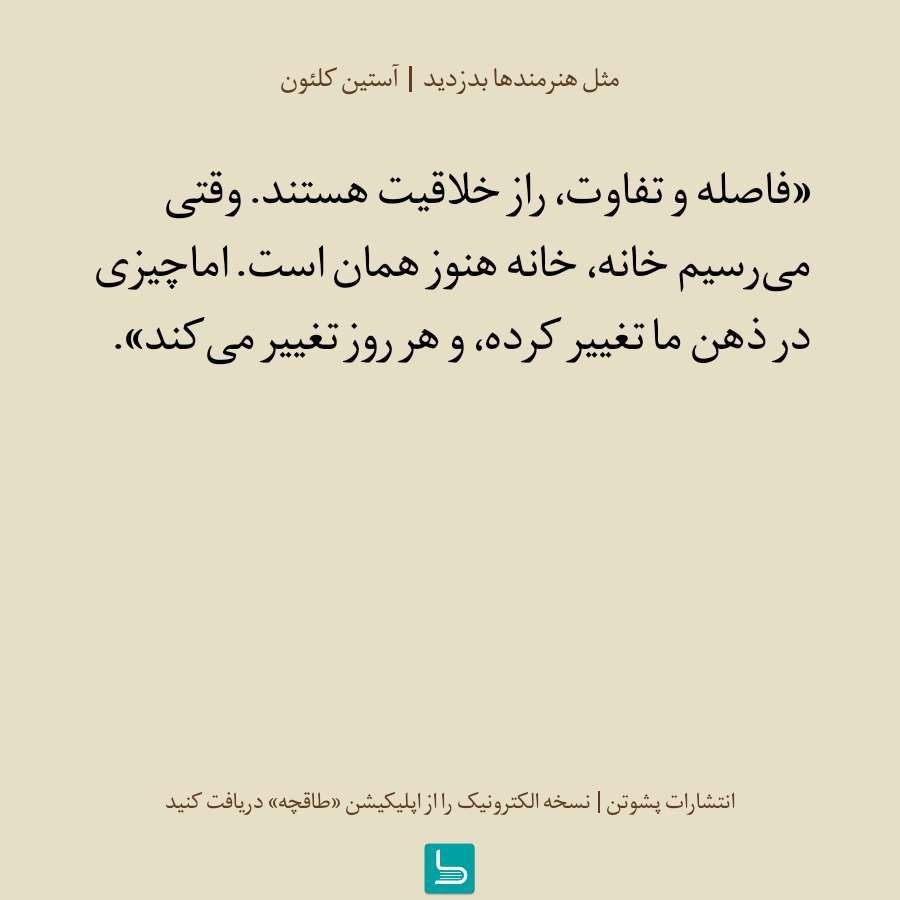 مثل هنرمندها بدزدید | آستین کلئون
«فاصله و تفاوت، راز خلاقیت هستند. وقتی
می‌رسیم خانه، خانه هنوز همان است. اما چیزی
در ذهن ما تغییر کرده، و هر روز تغییر می‌کند».
انتشارات پشوتن | نسخه الکترونیک را از اپلیکیشن «طاقچه» دریافت کنید